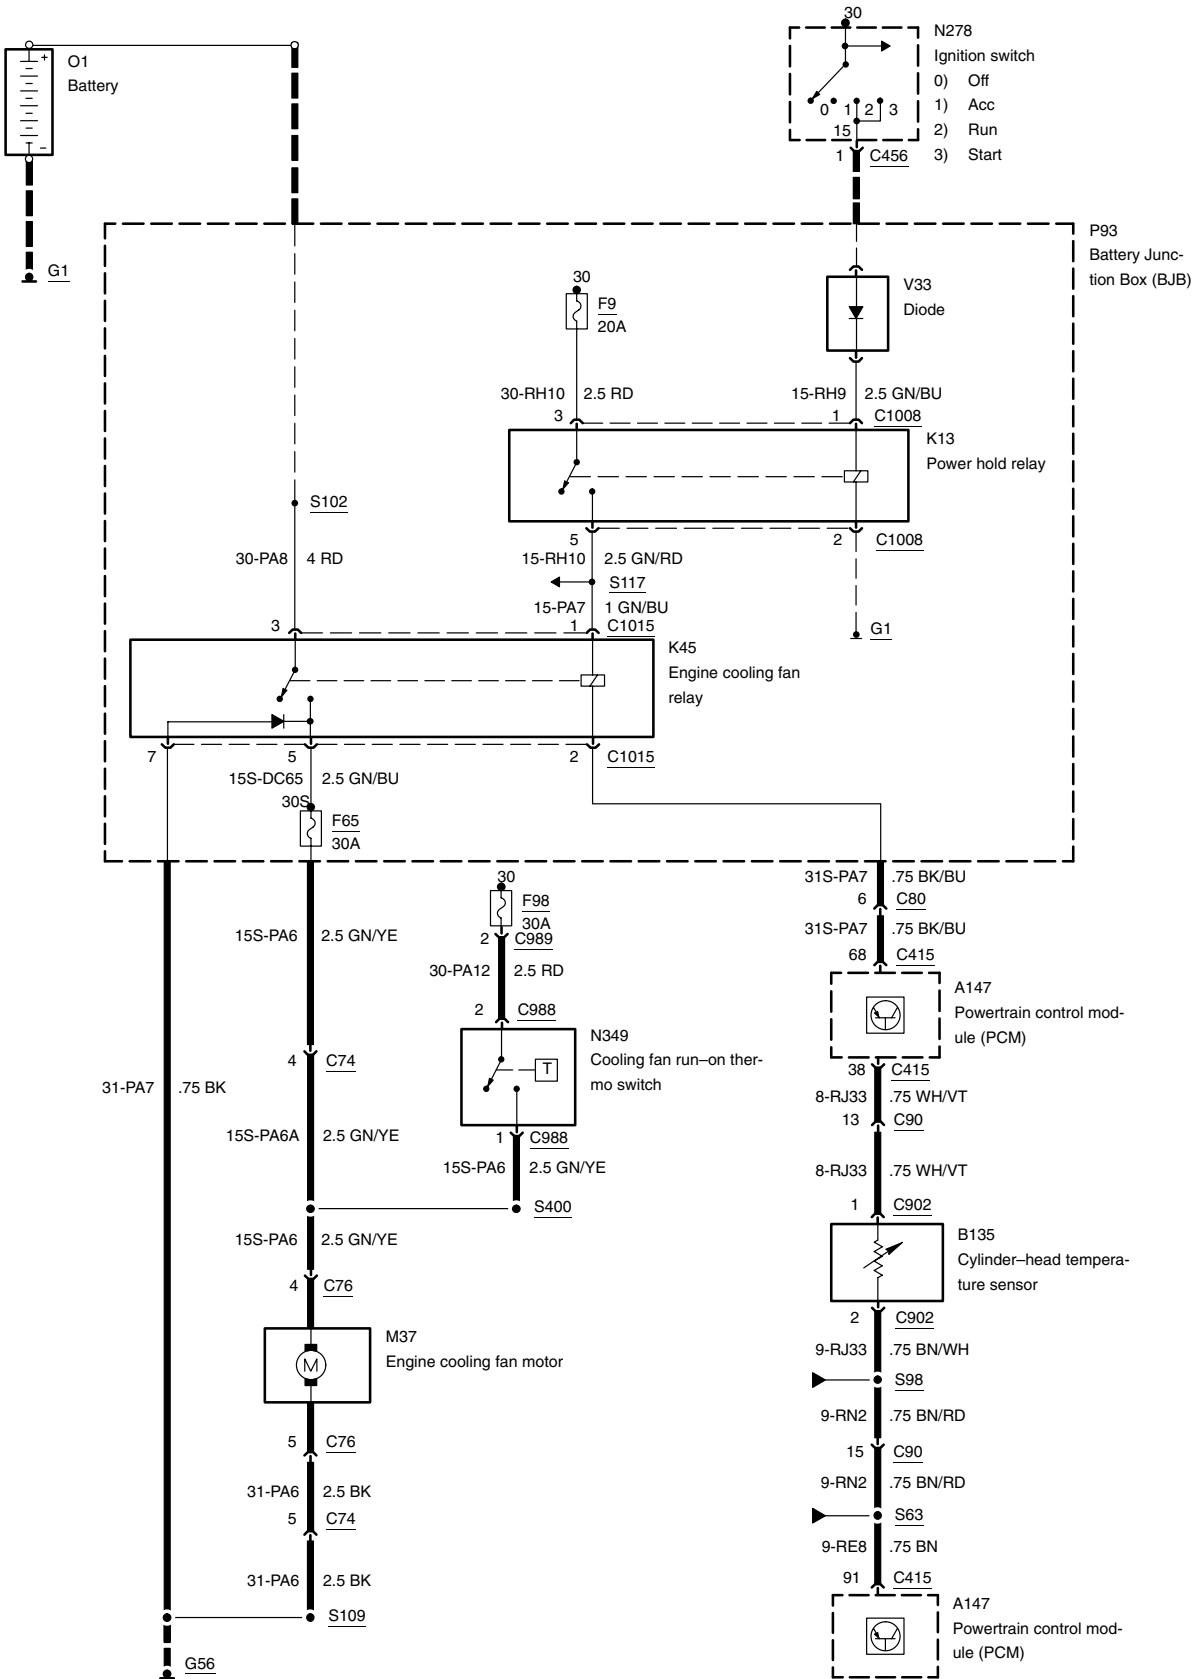 30
N278
Ignition switch
0) Off
1) Acc
2) Run
3) Start
0 1 2 3
15
1 C456
+
O1
Battery
–
G1
P93
Battery Junc-
tion Box (BJB)
V33
Diode
30
F9
20A
30-RH10 2.5 RD
15-RH9 2.5 GN/BU
3
1 C1008
K13
Power hold relay
S102
5
2 C1008
30-PA8 4 RD
15-RH10 2.5 GN/RD
S117
15-PA7 1 GN/BU
3
1 C1015
G1
K45
Engine cooling fan
relay
7
5
2 C1015
15S-DC65 2.5 GN/BU
30S
F65
30A
31S-PA7 .75 BK/BU
6 C80
31S-PA7 .75 BK/BU
68 C415
A147
Powertrain control mod-
ule (PCM)
38 C415
8-RJ33 .75 WH/VT
13 C90
8-RJ33 .75 WH/VT
1 C902
B135
Cylinder–head tempera-
ture sensor
2 C902
9-RJ33 .75 BN/WH
S98
9-RN2 .75 BN/RD
15 C90
9-RN2 .75 BN/RD
S63
9-RE8 .75 BN
91 C415
A147
Powertrain control mod-
ule (PCM)
30
F98
30A
2 C989
30-PA12 2.5 RD
2 C988
N349
Cooling fan run–on ther-
mo switch
T
1 C988
15S-PA6 2.5 GN/YE
S400
15S-PA6 2.5 GN/YE
4 C74
31-PA7 .75 BK
15S-PA6A 2.5 GN/YE
15S-PA6 2.5 GN/YE
4 C76
M37
Engine cooling fan motor
M
5 C76
31-PA6 2.5 BK
5 C74
31-PA6 2.5 BK
S109
G56